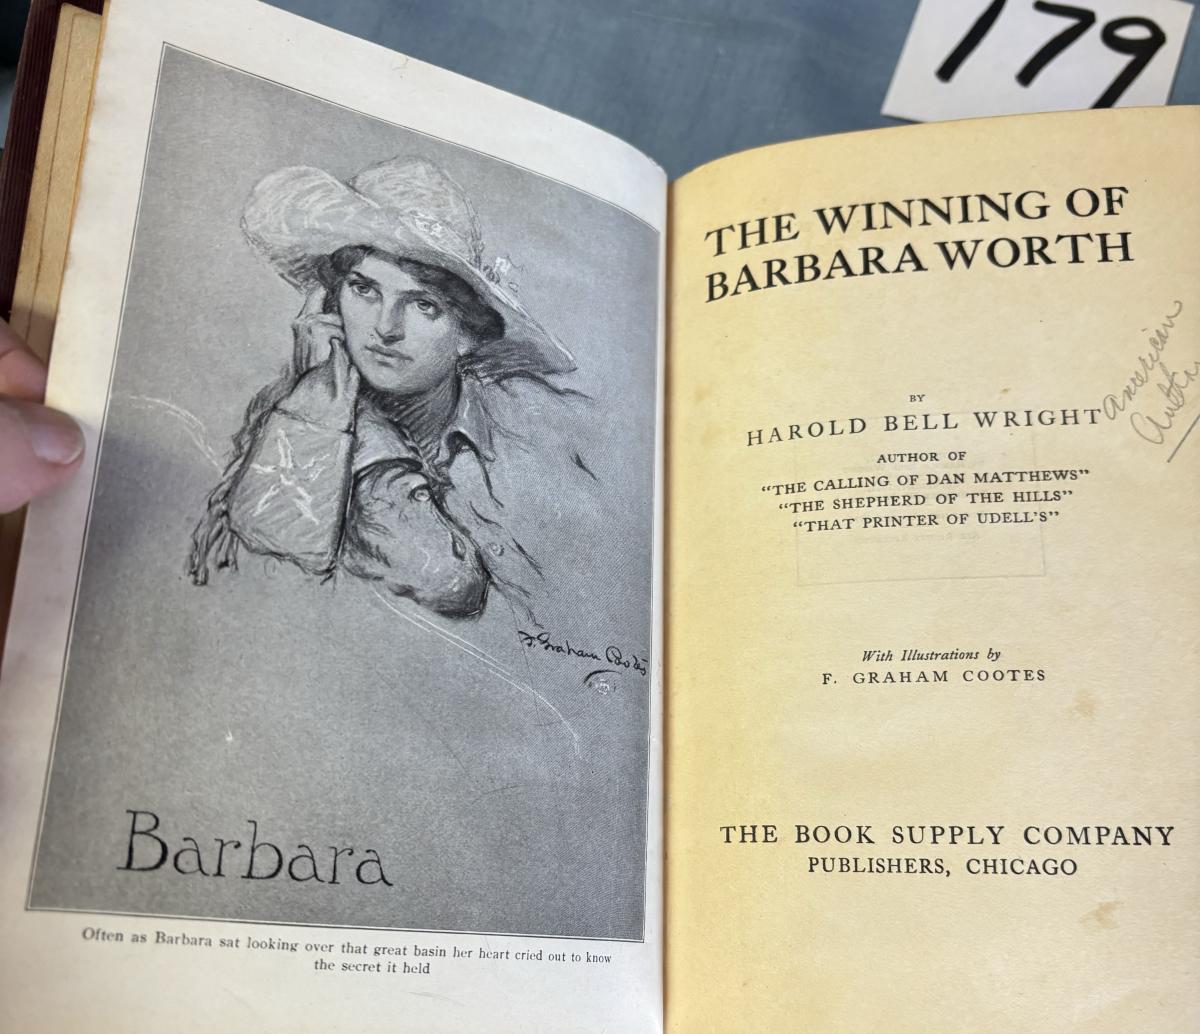 179
F. Graham Cootes
Barbara
Often as Barbara sat looking over that great basin her heart cried out to know
the secret it held
THE WINNING OF
BARBARA WORTH
BY
HAROLD BELL WRIGHT
american
AUTHOR OF
"THE CALLING OF DAN MATTHEWS"
"THE SHEPHERD OF THE HILLS"
"THAT PRINTER OF UDELL'S"
With Illustrations by
F. GRAHAM COOTES
THE BOOK SUPPLY COMPANY
PUBLISHERS, CHICAGO